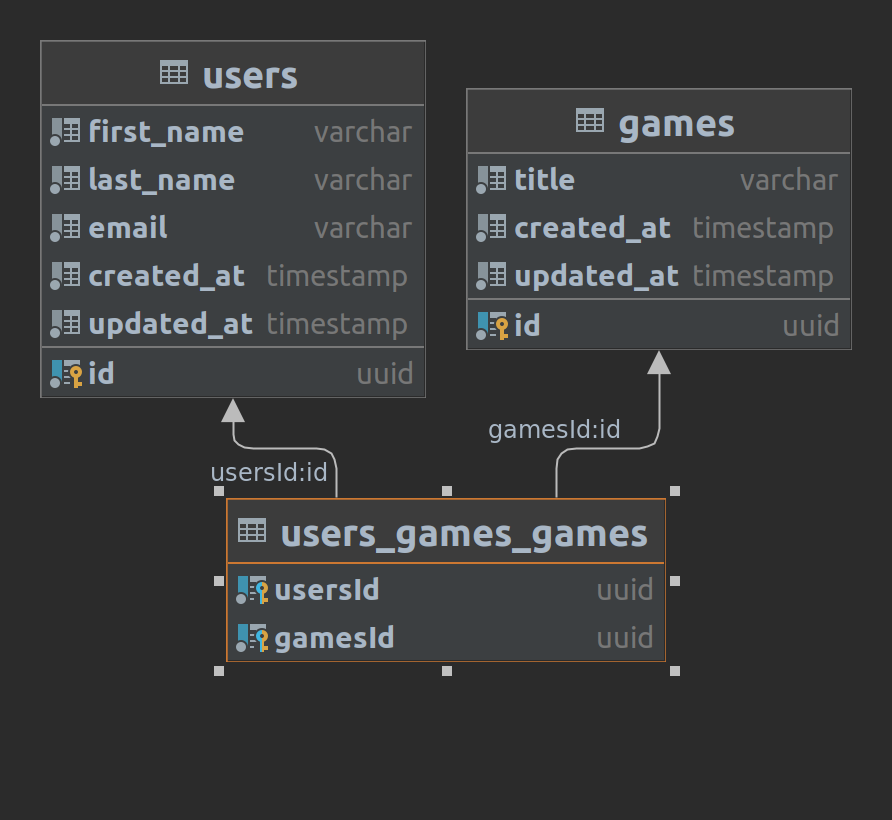 users
first_name varchar
last_name varchar
email varchar
created_at timestamp
updated_at timestamp
id uuid
games
title varchar
created_at timestamp
updated_at timestamp
id uuid
usersId:id
gamesId:id
users_games_games
usersId uuid
gamesId uuid